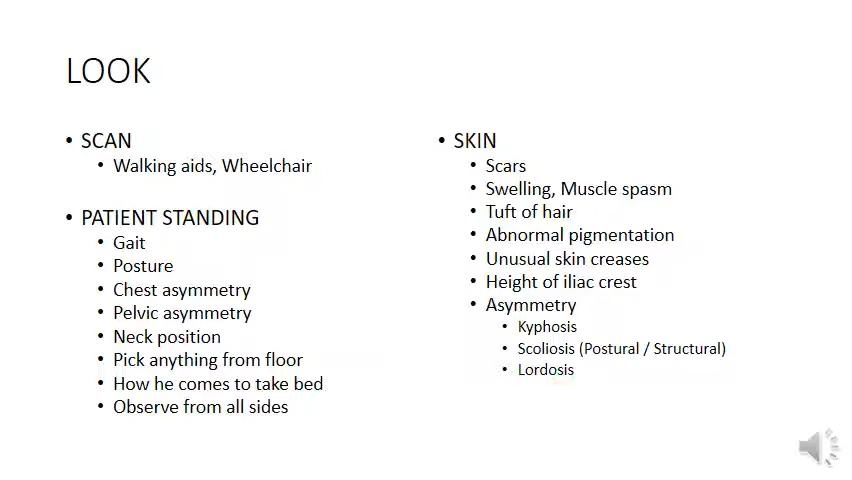 LOOK
• SCAN
• Walking aids, Wheelchair
• PATIENT STANDING
• Gait
• Posture
• Chest asymmetry
• Pelvic asymmetry
• Neck position
• Pick anything from floor
• How he comes to take bed
• Observe from all sides
• SKIN
• Scars
• Swelling, Muscle spasm
• Tuft of hair
• Abnormal pigmentation
• Unusual skin creases
• Height of iliac crest
• Asymmetry
• Kyphosis
• Scoliosis (Postural / Structural)
• Lordosis